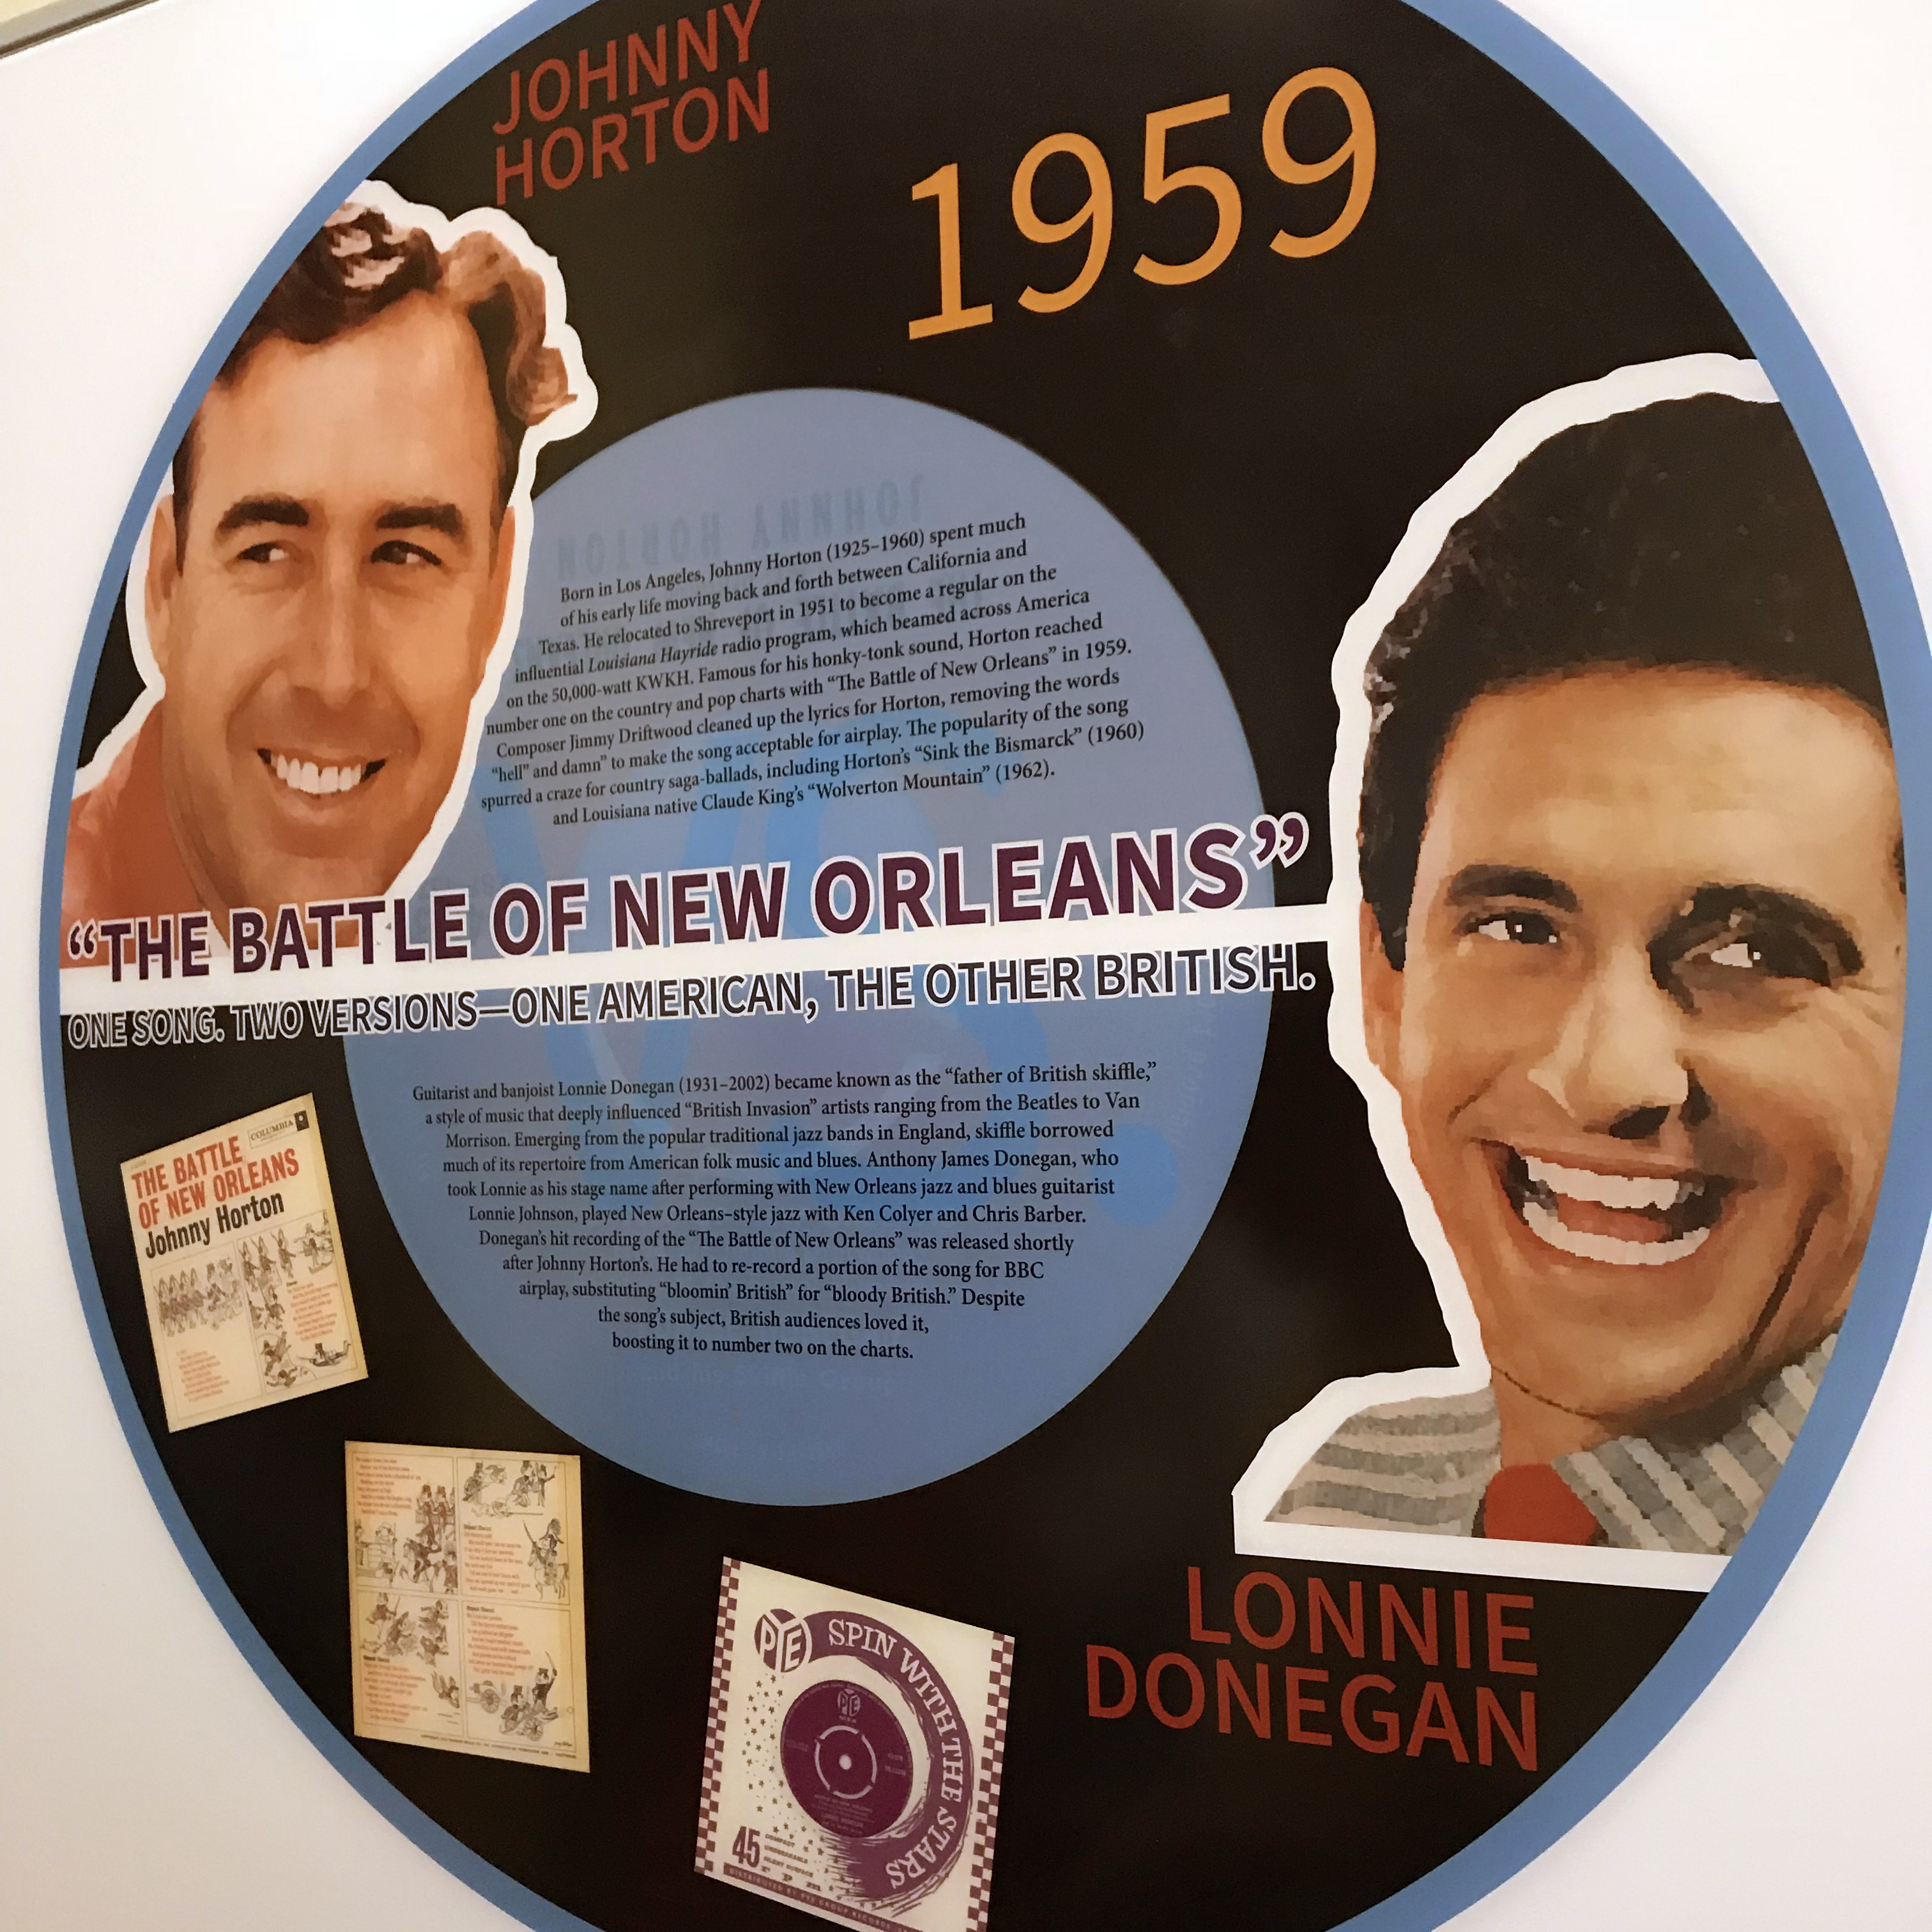 JOHNNY
HORTON
1959
JOHNNY HORTON
Born in Los Angeles, Johnny Horton (1925–1960) spent much
of his early life moving back and forth between California and
Texas. He relocated to Shreveport in 1951 to become a regular on the
influential Louisiana Hayride radio program, which beamed across America
on the 50,000-watt KWKH. Famous for his honky-tonk sound, Horton reached
number one on the country and pop charts with “The Battle of New Orleans” in 1959.
Composer Jimmy Driftwood cleaned up the lyrics for Horton, removing the words
“hell” and damn” to make the song acceptable for airplay. The popularity of the song
spurred a craze for country saga-ballads, including Horton’s “Sink the Bismarck” (1960)
and Louisiana native Claude King’s “Wolverton Mountain” (1962).
“THE BATTLE OF NEW ORLEANS”
ONE SONG. TWO VERSIONS—ONE AMERICAN, THE OTHER BRITISH.
Guitarist and banjoist Lonnie Donegan (1931–2002) became known as the “father of British skiffle,”
a style of music that deeply influenced “British Invasion” artists ranging from the Beatles to Van
Morrison. Emerging from the popular traditional jazz bands in England, skiffle borrowed
much of its repertoire from American folk music and blues. Anthony James Donegan, who
took Lonnie as his stage name after performing with New Orleans jazz and blues guitarist
Lonnie Johnson, played New Orleans–style jazz with Ken Colyer and Chris Barber.
Donegan’s hit recording of the “The Battle of New Orleans” was released shortly
after Johnny Horton’s. He had to re-record a portion of the song for BBC
airplay, substituting “bloomin’ British” for “bloody British.” Despite
the song’s subject, British audiences loved it,
boosting it to number two on the charts.
COLUMBIA
THE BATTLE
OF NEW ORLEANS
Johnny Horton
PYE
SPIN WITH THE STARS
PYE
45
COMPACT
UNBREAKABLE
SILENT SURFACE
r p m
DISTRIBUTED BY PYE GROUP RECORDS
LONNIE
DONEGAN